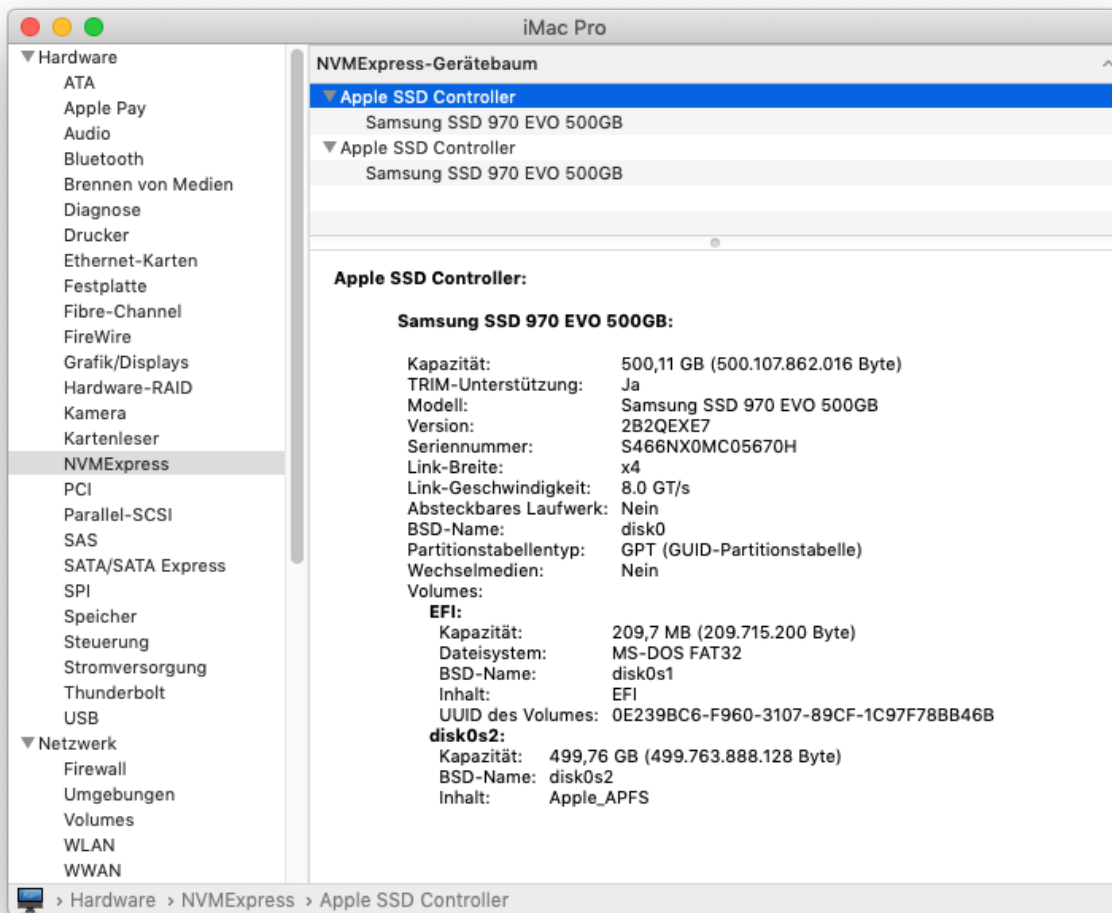 iMac Pro
Hardware
ATA
Apple Pay
Audio
Bluetooth
Brennen von Medien
Diagnose
Drucker
Ethernet-Karten
Festplatte
Fibre-Channel
FireWire
Grafik/Displays
Hardware-RAID
Kamera
Kartenleser
NVMExpress
PCI
Parallel-SCSI
SAS
SATA/SATA Express
SPI
Speicher
Steuerung
Stromversorgung
Thunderbolt
USB
Netzwerk
Firewall
Umgebungen
Volumes
WLAN
WWAN
NVMExpress-Gerätebaum
Apple SSD Controller
Samsung SSD 970 EVO 500GB
Apple SSD Controller
Samsung SSD 970 EVO 500GB
Apple SSD Controller:
Samsung SSD 970 EVO 500GB:
Kapazität: 500,11 GB (500.107.862.016 Byte)
TRIM-Unterstützung: Ja
Modell: Samsung SSD 970 EVO 500GB
Version: 2B2QEXE7
Seriennummer: S466NX0MC05670H
Link-Breite: x4
Link-Geschwindigkeit: 8.0 GT/s
Absteckbares Laufwerk: Nein
BSD-Name: disk0
Partitionstabellentyp: GPT (GUID-Partitionstabelle)
Wechselmedien: Nein
Volumes:
EFI:
Kapazität: 209,7 MB (209.715.200 Byte)
Dateisystem: MS-DOS FAT32
BSD-Name: disk0s1
Inhalt: EFI
UUID des Volumes: 0E239BC6-F960-3107-89CF-1C97F78BB46B
disk0s2:
Kapazität: 499,76 GB (499.763.888.128 Byte)
BSD-Name: disk0s2
Inhalt: Apple_APFS
› Hardware › NVMExpress › Apple SSD Controller